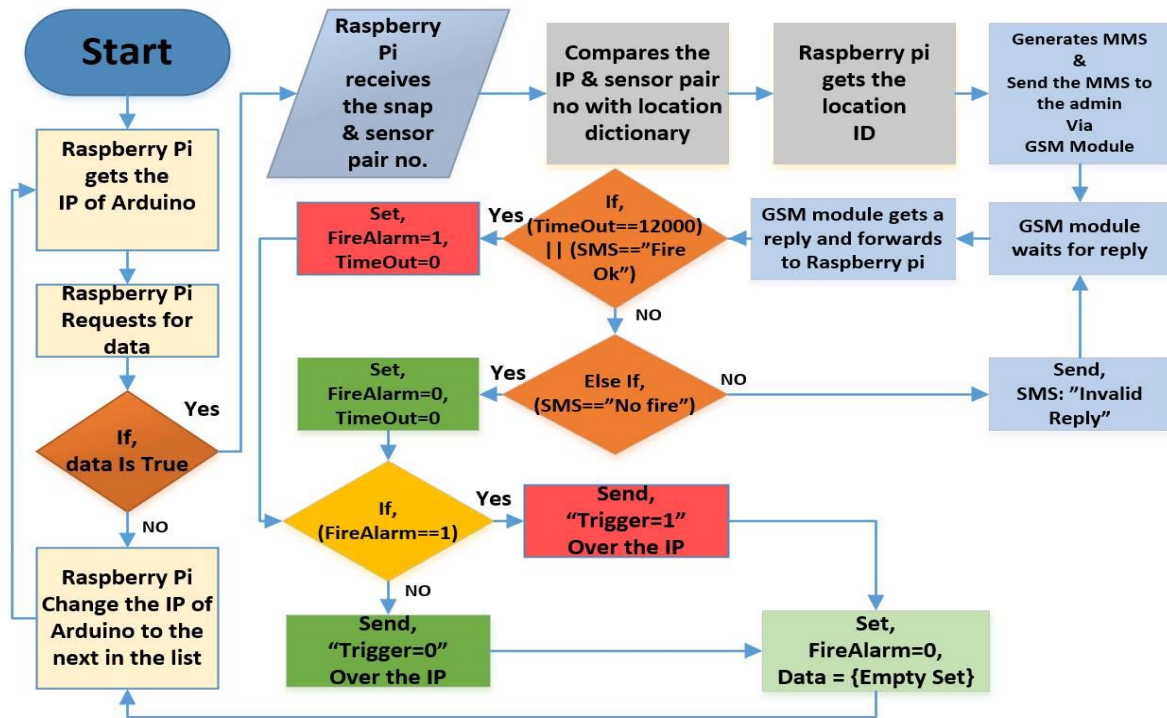 Start
Raspberry Pi
gets the
IP of Arduino
Raspberry Pi
Requests for
data
If,
data Is True
Yes
NO
Raspberry Pi
Change the IP of
Arduino to the
next in the list
Raspberry
Pi
receives
the snap
& sensor
pair no.
Compares the
IP & sensor pair
no with location
dictionary
Raspberry pi
gets the
location
ID
Generates MMS
&
Send the MMS to
the admin
Via
GSM Module
GSM module
waits for reply
GSM module gets a
reply and forwards
to Raspberry pi
If,
(TimeOut==12000)
|| (SMS==”Fire
Ok”)
Yes
Set,
FireAlarm=1,
TimeOut=0
NO
Else If,
(SMS==”No fire”)
NO
Send,
SMS: ”Invalid
Reply”
Yes
Set,
FireAlarm=0,
TimeOut=0
If,
(FireAlarm==1)
Yes
Send,
“Trigger=1”
Over the IP
NO
Send,
“Trigger=0”
Over the IP
Set,
FireAlarm=0,
Data = {Empty Set}